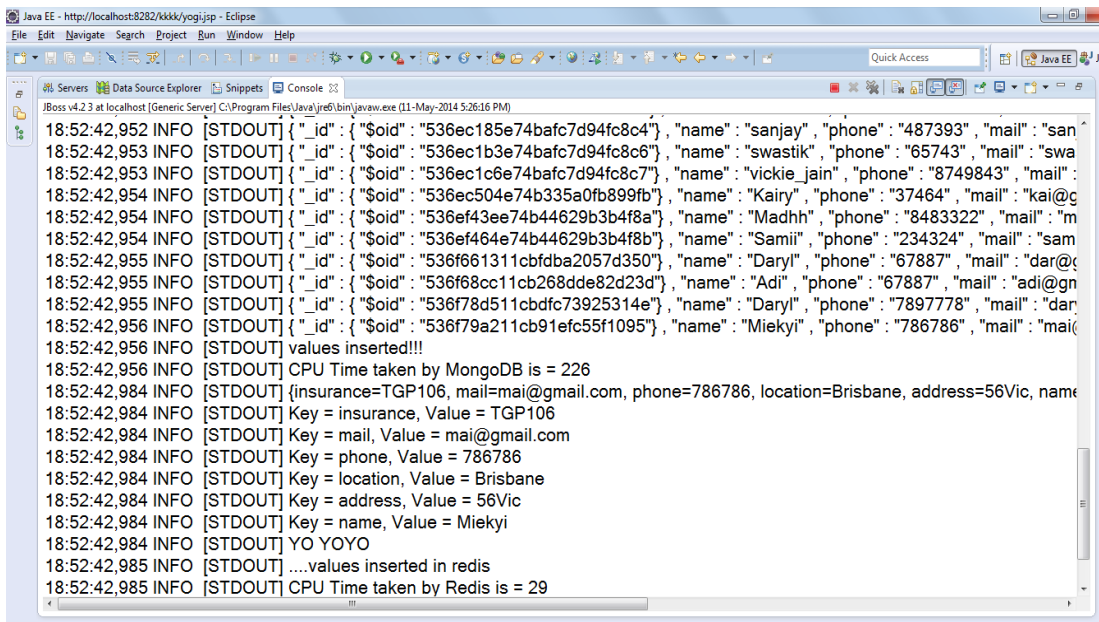 Java EE - http://localhost:8282/kkkk/yogi.jsp - Eclipse
File Edit Navigate Search Project Run Window Help
Quick Access Java EE
Servers Data Source Explorer Snippets Console
JBoss v4.2 3 at localhost [Generic Server] C:\Program Files\Java\jre6\bin\javaw.exe (11-May-2014 5:26:16 PM)
18:52:42,952 INFO [STDOUT] { "_id" : { "$oid" : "536ec185e74bafc7d94fc8c4"} , "name" : "sanjay" , "phone" : "487393" , "mail" : "san
18:52:42,953 INFO [STDOUT] { "_id" : { "$oid" : "536ec1b3e74bafc7d94fc8c6"} , "name" : "swastik" , "phone" : "65743" , "mail" : "swa
18:52:42,953 INFO [STDOUT] { "_id" : { "$oid" : "536ec1c6e74bafc7d94fc8c7"} , "name" : "vickie_jain" , "phone" : "8749843" , "mail" :
18:52:42,954 INFO [STDOUT] { "_id" : { "$oid" : "536ec504e74b335a0fb899fb"} , "name" : "Kairy" , "phone" : "37464" , "mail" : "kai@g
18:52:42,954 INFO [STDOUT] { "_id" : { "$oid" : "536ef43ee74b44629b3b4f8a"} , "name" : "Madhh" , "phone" : "8483322" , "mail" : "m
18:52:42,954 INFO [STDOUT] { "_id" : { "$oid" : "536ef464e74b44629b3b4f8b"} , "name" : "Samii" , "phone" : "234324" , "mail" : "sam
18:52:42,955 INFO [STDOUT] { "_id" : { "$oid" : "536f661311cbfdba2057d350"} , "name" : "Daryl" , "phone" : "67887" , "mail" : "dar@g
18:52:42,955 INFO [STDOUT] { "_id" : { "$oid" : "536f68cc11cb268dde82d23d"} , "name" : "Adi" , "phone" : "67887" , "mail" : "adi@gm
18:52:42,955 INFO [STDOUT] { "_id" : { "$oid" : "536f78d511cbdfc73925314e"} , "name" : "Daryl" , "phone" : "7897778" , "mail" : "dar
18:52:42,956 INFO [STDOUT] { "_id" : { "$oid" : "536f79a211cb91efc55f1095"} , "name" : "Miekyi" , "phone" : "786786" , "mail" : "mai@
18:52:42,956 INFO [STDOUT] values inserted!!!
18:52:42,956 INFO [STDOUT] CPU Time taken by MongoDB is = 226
18:52:42,984 INFO [STDOUT] {insurance=TGP106, mail=mai@gmail.com, phone=786786, location=Brisbane, address=56Vic, name
18:52:42,984 INFO [STDOUT] Key = insurance, Value = TGP106
18:52:42,984 INFO [STDOUT] Key = mail, Value = mai@gmail.com
18:52:42,984 INFO [STDOUT] Key = phone, Value = 786786
18:52:42,984 INFO [STDOUT] Key = location, Value = Brisbane
18:52:42,984 INFO [STDOUT] Key = address, Value = 56Vic
18:52:42,984 INFO [STDOUT] Key = name, Value = Miekyi
18:52:42,984 INFO [STDOUT] YO YOYO
18:52:42,985 INFO [STDOUT] ....values inserted in redis
18:52:42,985 INFO [STDOUT] CPU Time taken by Redis is = 29